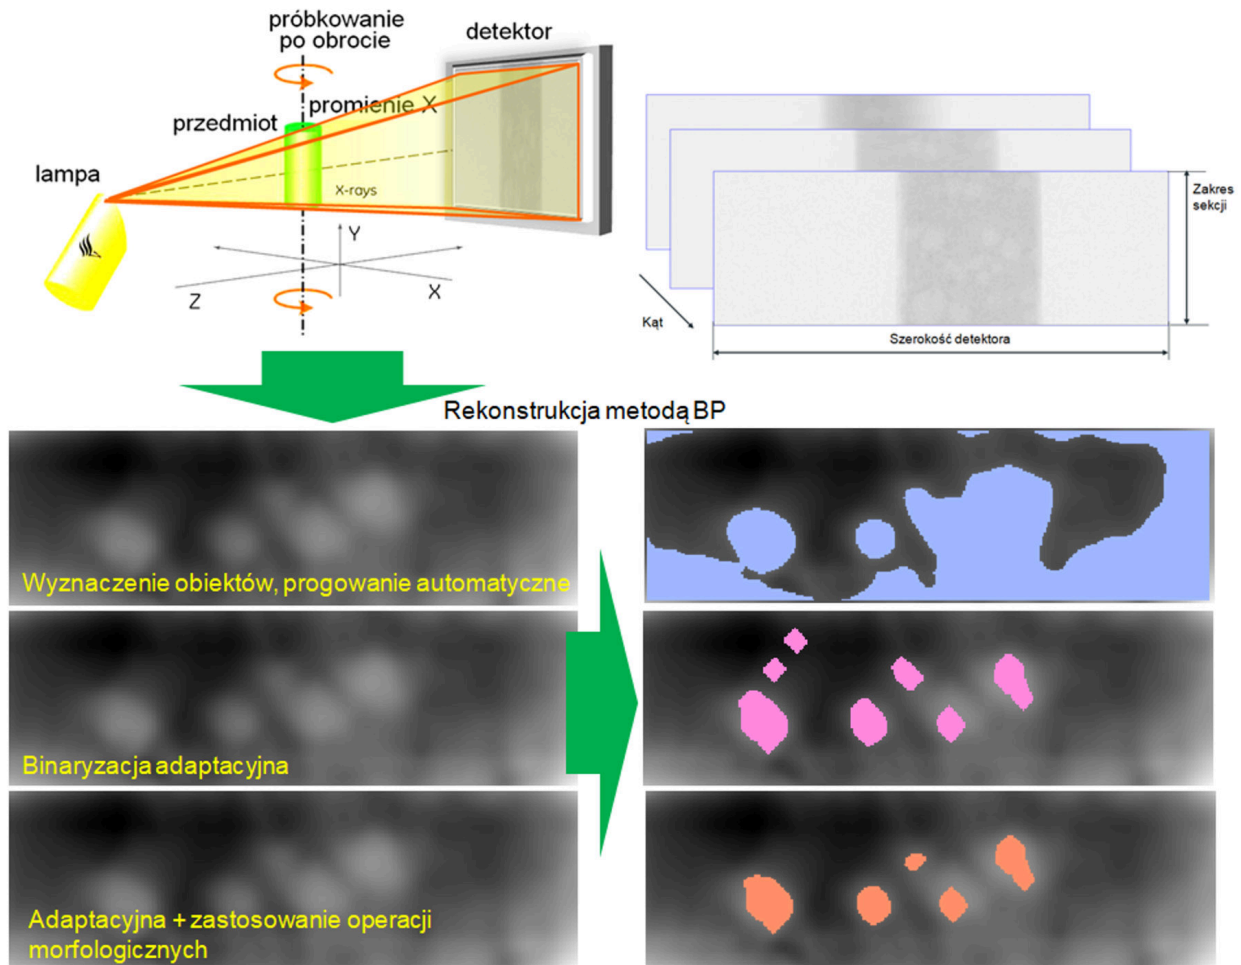 próbkowanie
po obrocie
detektor
promienie X
przedmiot
lampa
X-rays
Y
Z
X
Zakres
sekcji
Kąt
Szerokość detektora
Rekonstrukcja metodą BP
Wyznaczenie obiektów, progowanie automatyczne
Binaryzacja adaptacyjna
Adaptacyjna + zastosowanie operacji
morfologicznych